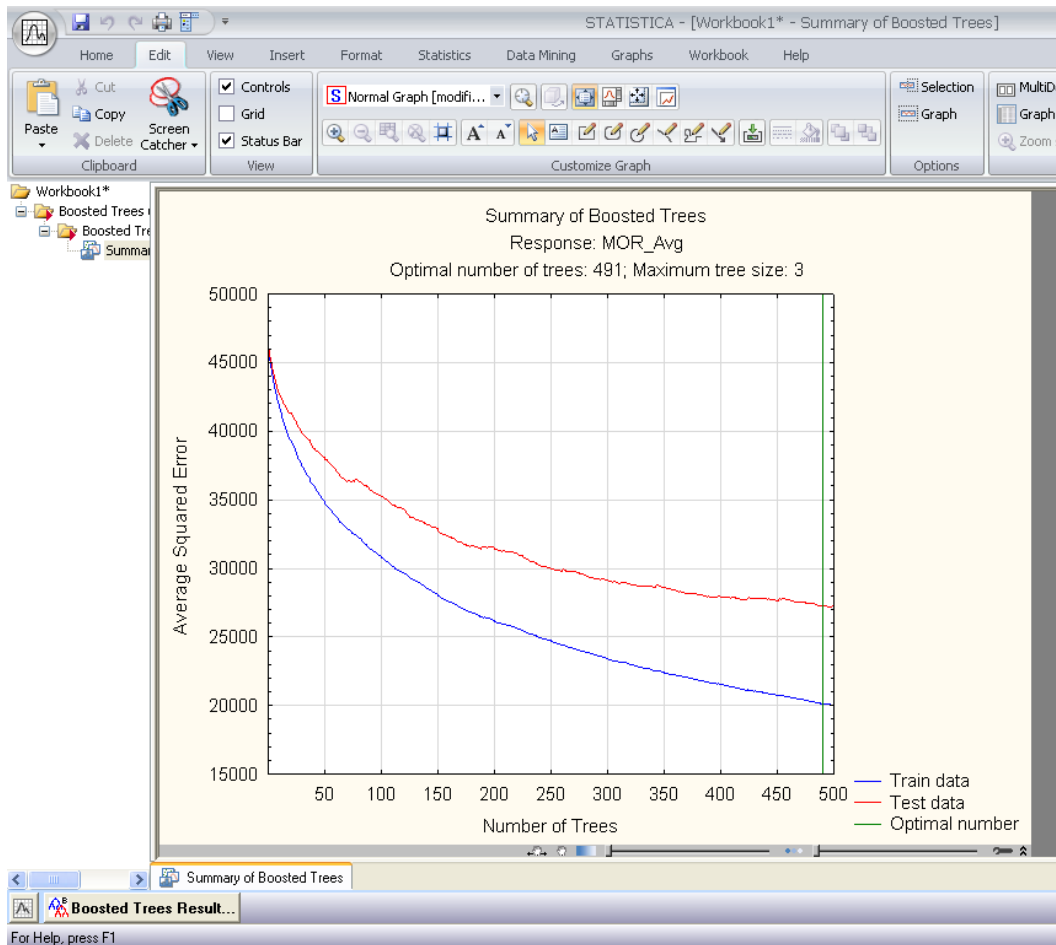 STATISTICA - [Workbook1* - Summary of Boosted Trees]
Home Edit View Insert Format Statistics Data Mining Graphs Workbook Help
Paste
Cut
Copy
Delete
Screen Catcher
Clipboard
Controls
Grid
Status Bar
View
S Normal Graph [modifi...
Customize Graph
Selection
Graph
Options
MultiD
Graph
Zoom
Workbook1*
Boosted Trees
Boosted Tre
Summar
Summary of Boosted Trees
Response: MOR_Avg
Optimal number of trees: 491; Maximum tree size: 3
50000
45000
40000
35000
30000
25000
20000
15000
Average Squared Error
50 100 150 200 250 300 350 400 450 500
Number of Trees
Train data
Test data
Optimal number
Summary of Boosted Trees
Boosted Trees Result...
For Help, press F1